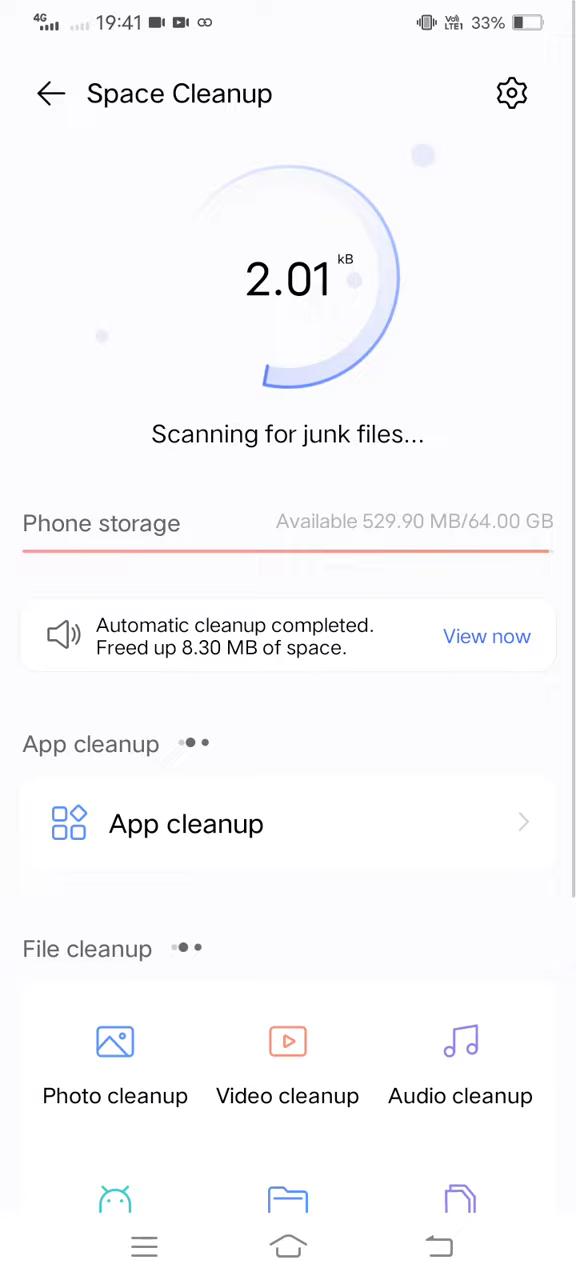 4G 19:41 VoLTE1 33%
Space Cleanup
2.01 kB
Scanning for junk files...
Phone storage Available 529.90 MB/64.00 GB
Automatic cleanup completed.
Freed up 8.30 MB of space.
View now
App cleanup
App cleanup
File cleanup
Photo cleanup Video cleanup Audio cleanup